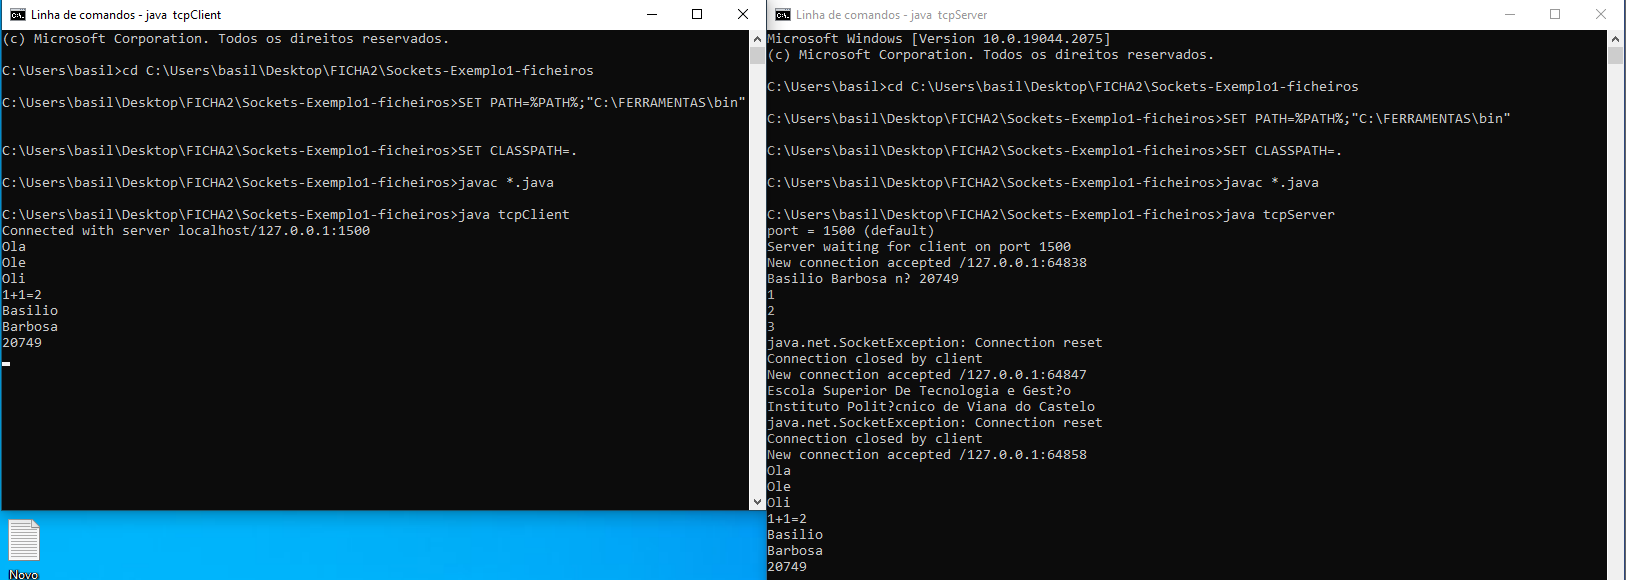 Linha de comandos - java  tcpClient
(c) Microsoft Corporation. Todos os direitos reservados.
C:\Users\basil>cd C:\Users\basil\Desktop\FICHA2\Sockets-Exemplo1-ficheiros
C:\Users\basil\Desktop\FICHA2\Sockets-Exemplo1-ficheiros>SET PATH=%PATH%;"C:\FERRAMENTAS\bin"
C:\Users\basil\Desktop\FICHA2\Sockets-Exemplo1-ficheiros>SET CLASSPATH=.
C:\Users\basil\Desktop\FICHA2\Sockets-Exemplo1-ficheiros>javac *.java
C:\Users\basil\Desktop\FICHA2\Sockets-Exemplo1-ficheiros>java tcpClient
Connected with server localhost/127.0.0.1:1500
Ola
Ole
Oli
1+1=2
Basilio
Barbosa
20749
Novo
Linha de comandos - java  tcpServer
Microsoft Windows [Version 10.0.19044.2075]
(c) Microsoft Corporation. Todos os direitos reservados.
C:\Users\basil>cd C:\Users\basil\Desktop\FICHA2\Sockets-Exemplo1-ficheiros
C:\Users\basil\Desktop\FICHA2\Sockets-Exemplo1-ficheiros>SET PATH=%PATH%;"C:\FERRAMENTAS\bin"
C:\Users\basil\Desktop\FICHA2\Sockets-Exemplo1-ficheiros>SET CLASSPATH=.
C:\Users\basil\Desktop\FICHA2\Sockets-Exemplo1-ficheiros>javac *.java
C:\Users\basil\Desktop\FICHA2\Sockets-Exemplo1-ficheiros>java tcpServer
port = 1500 (default)
Server waiting for client on port 1500
New connection accepted /127.0.0.1:64838
Basilio Barbosa n? 20749
1
2
3
java.net.SocketException: Connection reset
Connection closed by client
New connection accepted /127.0.0.1:64847
Escola Superior De Tecnologia e Gest?o
Instituto Polit?cnico de Viana do Castelo
java.net.SocketException: Connection reset
Connection closed by client
New connection accepted /127.0.0.1:64858
Ola
Ole
Oli
1+1=2
Basilio
Barbosa
20749